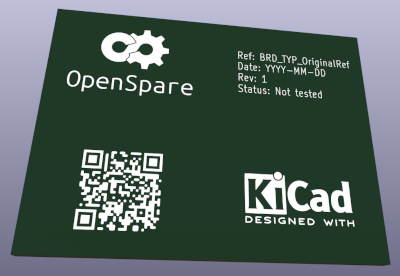 OpenSpare
Ref: BRD_TYP_OriginalRef
Date: YYYY-MM-DD
Rev: 1
Status: Not tested
KiCad
DESIGNED WITH